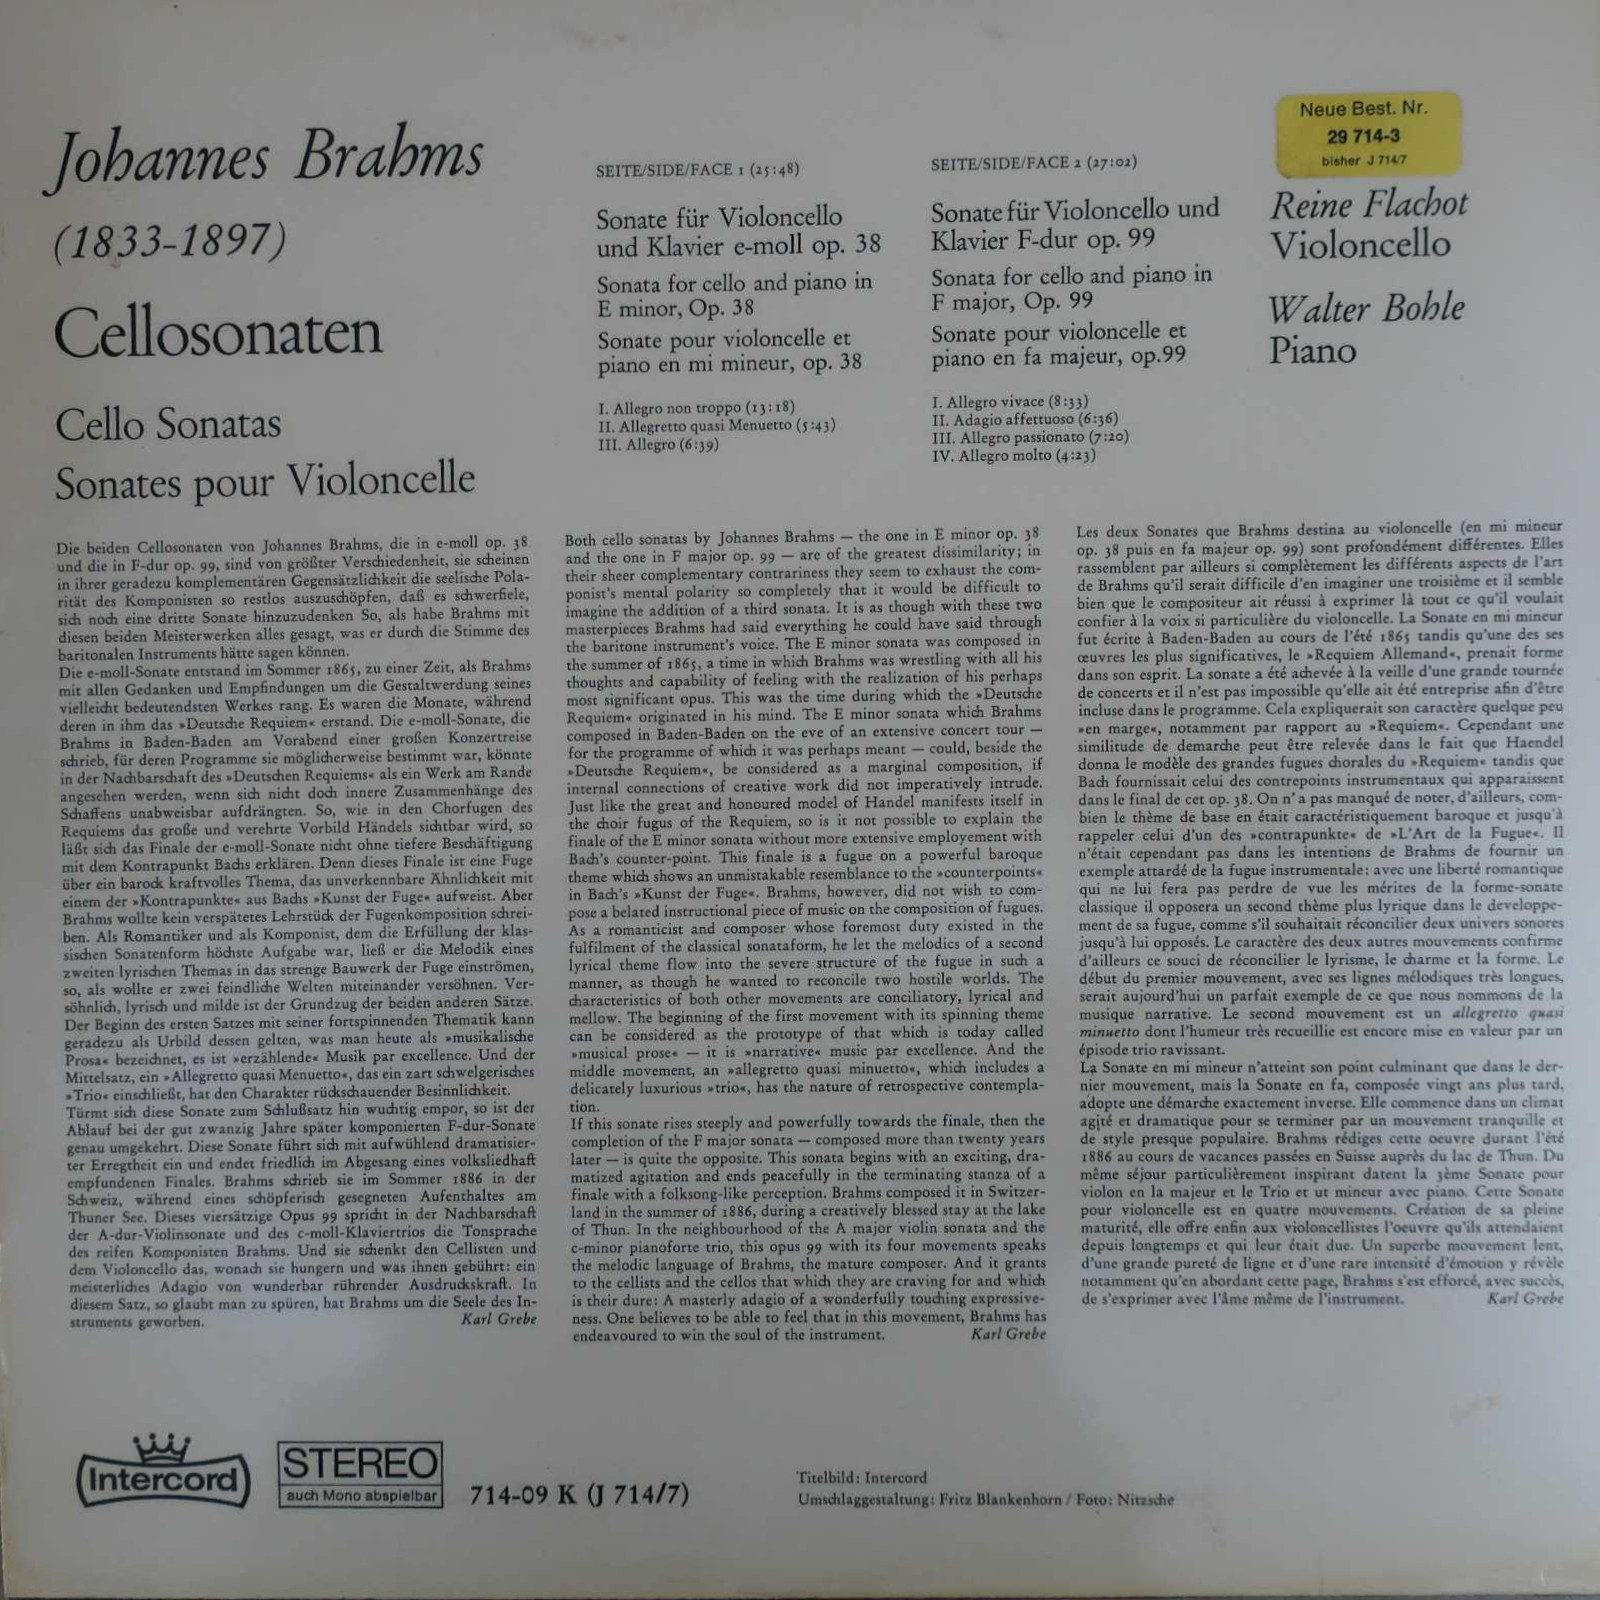 Johannes Brahms
(1833-1897)
Cellosonaten
Cello Sonatas
Sonates pour Violoncelle
SEITE/SIDE/FACE 1 (25:48)
Sonate für Violoncello
und Klavier e-moll op. 38
Sonata for cello and piano in
E minor, Op. 38
Sonate pour violoncelle et
piano en mi mineur, op. 38
I. Allegro non troppo (13:18)
II. Allegretto quasi Menuetto (5:43)
III. Allegro (6:39)
SEITE/SIDE/FACE 2 (27:02)
Sonate für Violoncello und
Klavier F-dur op. 99
Sonata for cello and piano in
F major, Op. 99
Sonate pour violoncelle et
piano en fa majeur, op.99
I. Allegro vivace (8:33)
II. Adagio affettuoso (6:36)
III. Allegro passionato (7:20)
IV. Allegro molto (4:23)
Neue Best. Nr.
29 714-3
bisher J 714/7
Reine Flachot
Violoncello
Walter Bohle
Piano
Die beiden Cellosonaten von Johannes Brahms, die in e-moll op. 38
und die in F-dur op. 99, sind von größter Verschiedenheit, sie scheinen
in ihrer geradezu komplementären Gegensätzlichkeit die seelische Pola-
rität des Komponisten so restlos auszuschöpfen, daß es schwerfiele,
sich noch eine dritte Sonate hinzuzudenken So, als habe Brahms mit
diesen beiden Meisterwerken alles gesagt, was er durch die Stimme des
baritonalen Instruments hätte sagen können.
Die e-moll-Sonate entstand im Sommer 1865, zu einer Zeit, als Brahms
mit allen Gedanken und Empfindungen um die Gestaltwerdung seines
vielleicht bedeutendsten Werkes rang. Es waren die Monate, während
deren in ihm das »Deutsche Requiem« erstand. Die e-moll-Sonate, die
Brahms in Baden-Baden am Vorabend einer großen Konzertreise
schrieb, für deren Programme sie möglicherweise bestimmt war, könnte
in der Nachbarschaft des »Deutschen Requiems« als ein Werk am Rande
angesehen werden, wenn sich nicht doch innere Zusammenhänge des
Schaffens unabweisbar aufdrängten. So, wie in den Chorfugen des
Requiems das große und verehrte Vorbild Händels sichtbar wird, so
läßt sich das Finale der e-moll-Sonate nicht ohne tiefere Beschäftigung
mit dem Kontrapunkt Bachs erklären. Denn dieses Finale ist eine Fuge
über ein barock kraftvolles Thema, das unverkennbare Ähnlichkeit mit
einem der »Kontrapunkte« aus Bachs »Kunst der Fuge« aufweist. Aber
Brahms wollte kein verspätetes Lehrstück der Fugenkomposition schrei-
ben. Als Romantiker und als Komponist, dem die Erfüllung der klas-
sischen Sonatenform höchste Aufgabe war, ließ er die Melodik eines
zweiten lyrischen Themas in das strenge Bauwerk der Fuge einströmen,
so, als wollte er zwei feindliche Welten miteinander versöhnen. Ver-
söhnlich, lyrisch und milde ist der Grundzug der beiden anderen Sätze.
Der Beginn des ersten Satzes mit seiner fortspinnenden Thematik kann
geradezu als Urbild dessen gelten, was man heute als »musikalische
Prosa« bezeichnet, es ist »erzählende« Musik par excellence. Und der
Mittelsatz, ein »Allegretto quasi Menuetto«, das ein zart schwelgerisches
»Trio« einschließt, hat den Charakter rückschauender Besinnlichkeit.
Türmt sich diese Sonate zum Schlußsatz hin wuchtig empor, so ist der
Ablauf bei der gut zwanzig Jahre später komponierten F-dur-Sonate
genau umgekehrt. Diese Sonate führt sich mit aufwühlend dramatisier-
ter Erregtheit ein und endet friedlich im Abgesang eines volksliedhaft
empfundenen Finales. Brahms schrieb sie im Sommer 1886 in der
Schweiz, während eines schöpferisch gesegneten Aufenthaltes am
Thuner See. Dieses viersätzige Opus 99 spricht in der Nachbarschaft
der A-dur-Violinsonate und des c-moll-Klaviertrios die Tonsprache
des reifen Komponisten Brahms. Und sie schenkt den Cellisten und
dem Violoncello das, wonach sie hungern und was ihnen gebührt: ein
meisterliches Adagio von wunderbar rührender Ausdruckskraft. In
diesem Satz, so glaubt man zu spüren, hat Brahms um die Seele des In-
struments geworben. Karl Grebe
Both cello sonatas by Johannes Brahms — the one in E minor op. 38
and the one in F major op. 99 — are of the greatest dissimilarity; in
their sheer complementary contrariness they seem to exhaust the com-
ponist's mental polarity so completely that it would be difficult to
imagine the addition of a third sonata. It is as though with these two
masterpieces Brahms had said everything he could have said through
the baritone instrument's voice. The E minor sonata was composed in
the summer of 1865, a time in which Brahms was wrestling with all his
thoughts and capability of feeling with the realization of his perhaps
most significant opus. This was the time during which the »Deutsche
Requiem« originated in his mind. The E minor sonata which Brahms
composed in Baden-Baden on the eve of an extensive concert tour —
for the programme of which it was perhaps meant — could, beside the
»Deutsche Requiem«, be considered as a marginal composition, if
internal connections of creative work did not imperatively intrude.
Just like the great and honoured model of Handel manifests itself in
the choir fugus of the Requiem, so is it not possible to explain the
finale of the E minor sonata without more extensive employement with
Bach's counter-point. This finale is a fugue on a powerful baroque
theme which shows an unmistakable resemblance to the »counterpoints«
in Bach's »Kunst der Fuge«. Brahms, however, did not wish to com-
pose a belated instructional piece of music on the composition of fugues.
As a romanticist and composer whose foremost duty existed in the
fulfilment of the classical sonataform, he let the melodics of a second
lyrical theme flow into the severe structure of the fugue in such a
manner, as though he wanted to reconcile two hostile worlds. The
characteristics of both other movements are conciliatory, lyrical and
mellow. The beginning of the first movement with its spinning theme
can be considered as the prototype of that which is today called
»musical prose« — it is »narrative« music par excellence. And the
middle movement, an »allegretto quasi minuetto«, which includes a
delicately luxurious »trio«, has the nature of retrospective contempla-
tion.
If this sonate rises steeply and powerfully towards the finale, then the
completion of the F major sonata — composed more than twenty years
later — is quite the opposite. This sonata begins with an exciting, dra-
matized agitation and ends peacefully in the terminating stanza of a
finale with a folksong-like perception. Brahms composed it in Switzer-
land in the summer of 1886, during a creatively blessed stay at the lake
of Thun. In the neighbourhood of the A major violin sonata and the
c-minor pianoforte trio, this opus 99 with its four movements speaks
the melodic language of Brahms, the mature composer. And it grants
to the cellists and the cellos that which they are craving for and which
is their dure: A masterly adagio of a wonderfully touching expressive-
ness. One believes to be able to feel that in this movement, Brahms has
endeavoured to win the soul of the instrument. Karl Grebe
Les deux Sonates que Brahms destina au violoncelle (en mi mineur
op. 38 puis en fa majeur op. 99) sont profondément différentes. Elles
rassemblent par ailleurs si complètement les différents aspects de l'art
de Brahms qu'il serait difficile d'en imaginer une troisième et il semble
bien que le compositeur ait réussi à exprimer là tout ce qu'il voulait
confier à la voix si particulière du violoncelle. La Sonate en mi mineur
fut écrite à Baden-Baden au cours de l'été 1865 tandis qu'une des ses
œuvres les plus significatives, le »Requiem Allemand«, prenait forme
dans son esprit. La sonate a été achevée à la veille d'une grande tournée
de concerts et il n'est pas impossible qu'elle ait été entreprise afin d'être
incluse dans le programme. Cela expliquerait son caractère quelque peu
»en marge«, notamment par rapport au »Requiem«. Cependant une
similitude de demarche peut être relevée dans le fait que Haendel
donna le modèle des grandes fugues chorales du »Requiem« tandis que
Bach fournissait celui des contrepoints instrumentaux qui apparaissent
dans le final de cet op. 38. On n'a pas manqué de noter, d'ailleurs, com-
bien le thème de base en était caractéristiquement baroque et jusqu'à
rappeler celui d'un des »contrapunkte« de »L'Art de la Fugue«. Il
n'était cependant pas dans les intentions de Brahms de fournir un
exemple attardé de la fugue instrumentale: avec une liberté romantique
qui ne lui fera pas perdre de vue les mérites de la forme-sonate
classique il opposera un second thème plus lyrique dans le developpe-
ment de sa fugue, comme s'il souhaitait réconcilier deux univers sonores
jusqu'à lui opposés. Le caractère des deux autres mouvements confirme
d'ailleurs ce souci de réconcilier le lyrisme, le charme et la forme. Le
début du premier mouvement, avec ses lignes mélodiques très longues,
serait aujourd'hui un parfait exemple de ce que nous nommons de la
musique narrative. Le second mouvement est un allegretto quasi
minuetto dont l'humeur très recueillie est encore mise en valeur par un
épisode trio ravissant.
La Sonate en mi mineur n'atteint son point culminant que dans le der-
nier mouvement, mais la Sonate en fa, composée vingt ans plus tard,
adopte une démarche exactement inverse. Elle commence dans un climat
agité et dramatique pour se terminer par un mouvement tranquille et
de style presque populaire. Brahms rédiges cette oeuvre durant l'été
1886 au cours de vacances passées en Suisse auprès du lac de Thun. Du
même séjour particulièrement inspirant datent la 3ème Sonate pour
violon en la majeur et le Trio et ut mineur avec piano. Cette Sonate
pour violoncelle est en quatre mouvements. Création de sa pleine
maturité, elle offre enfin aux violoncellistes l'oeuvre qu'ils attendaient
depuis longtemps et qui leur était due. Un superbe mouvement lent,
d'une grande pureté de ligne et d'une rare intensité d'émotion y révèle
notamment qu'en abordant cette page, Brahms s'est efforcé, avec succès,
de s'exprimer avec l'âme même de l'instrument. Karl Grebe
Intercord
STEREO
auch Mono abspielbar
714-09 K (J 714/7)
Titelbild: Intercord
Umschlaggestaltung: Fritz Blankenhorn / Foto: Nitzsche